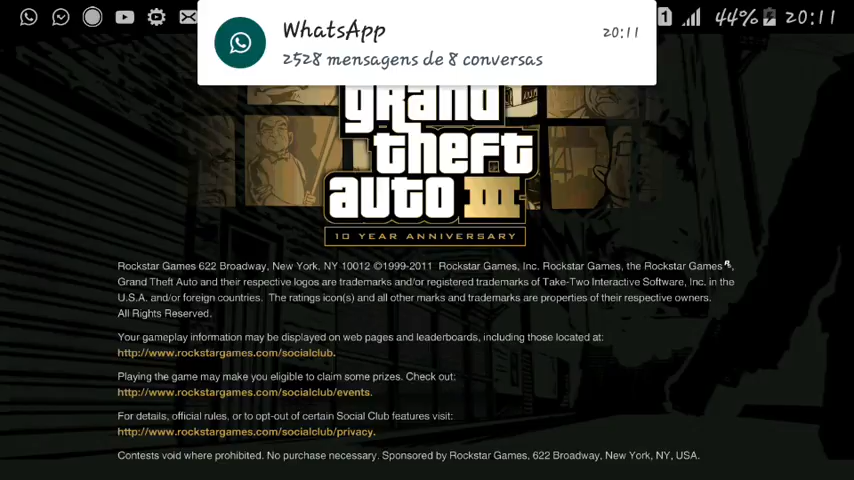 1 44% 20:11
WhatsApp 20:11
2528 mensagens de 8 conversas
grand
theft
auto III
10 YEAR ANNIVERSARY
Rockstar Games 622 Broadway, New York, NY 10012 ©1999-2011 Rockstar Games, Inc. Rockstar Games, the Rockstar Games R*,
Grand Theft Auto and their respective logos are trademarks and/or registered trademarks of Take-Two Interactive Software, Inc. in the
U.S.A. and/or foreign countries. The ratings icon(s) and all other marks and trademarks are properties of their respective owners.
All Rights Reserved.
Your gameplay information may be displayed on web pages and leaderboards, including those located at:
http://www.rockstargames.com/socialclub.
Playing the game may make you eligible to claim some prizes. Check out:
http://www.rockstargames.com/socialclub/events.
For details, official rules, or to opt-out of certain Social Club features visit:
http://www.rockstargames.com/socialclub/privacy.
Contests void where prohibited. No purchase necessary. Sponsored by Rockstar Games, 622 Broadway, New York, NY, USA.